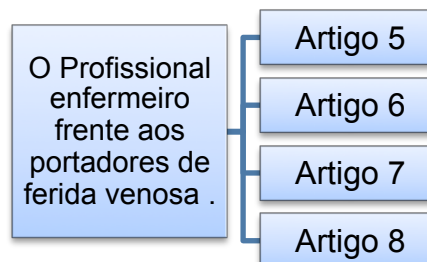 O Profissional
enfermeiro
frente aos
portadores de
ferida venosa .
Artigo 5
Artigo 6
Artigo 7
Artigo 8